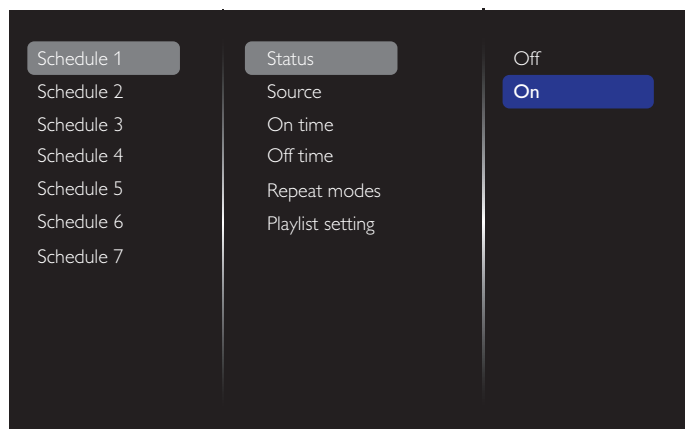 Schedule 1
Schedule 2
Schedule 3
Schedule 4
Schedule 5
Schedule 6
Schedule 7
Status
Source
On time
Off time
Repeat modes
Playlist setting
Off
On